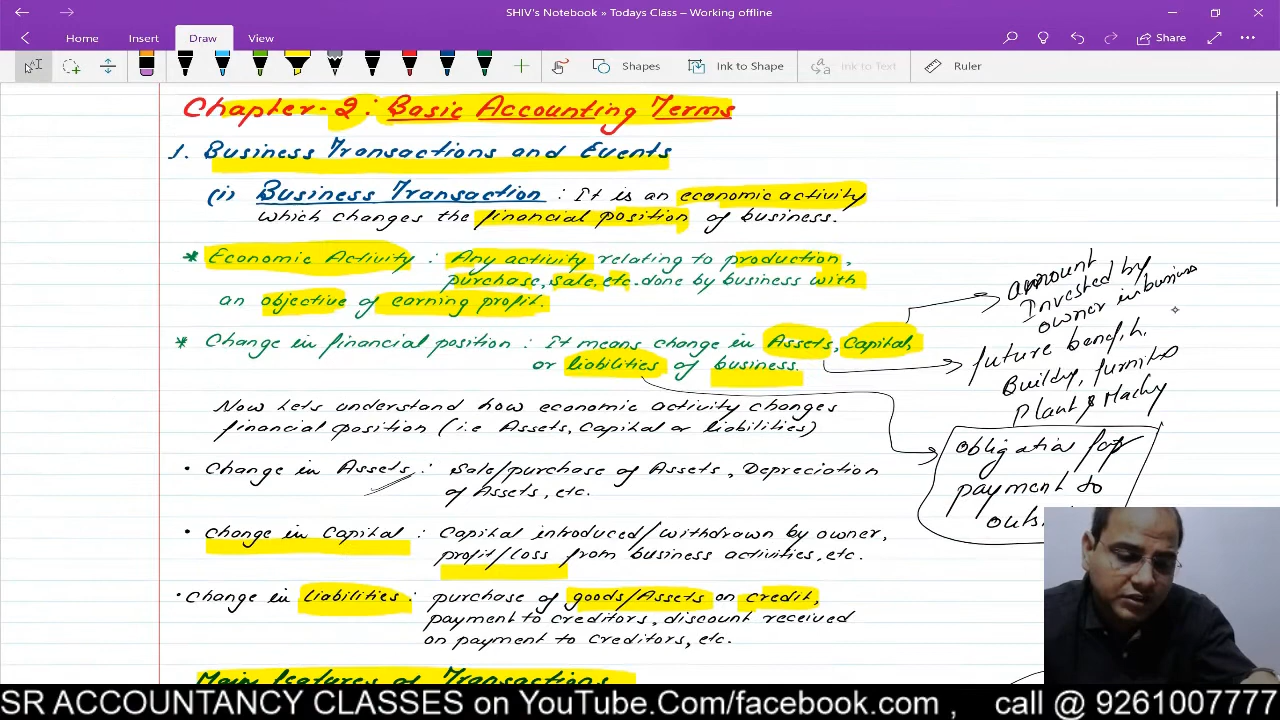 SHIV's Notebook » Todays Class – Working offline
Home Insert Draw View
Share
Shapes
Ink to Shape
Ink to Text
Ruler
Chapter-2: Basic Accounting Terms
1. Business Transactions and Events
(i) Business Transaction : It is an economic activity
which changes the financial position of business.
* Economic Activity : Any activity relating to production,
purchase, sale, etc. done by business with
an objective of earning profit.
* Change in financial position : It means change in Assets, Capital,
or liabilities of business.
Now Lets understand how economic activity changes
financial position (i.e Assets, Capital or liabilities)
• Change in Assets : Sale/purchase of Assets, Depreciation
of Assets, etc.
• Change in Capital : Capital introduced/withdrawn by owner,
profit/loss from business activities, etc.
• Change in liabilities : purchase of goods/Assets on credit,
payment to creditors, discount received
on payment to creditors, etc.
Main features of Transactions
amount
Invested by
owner in
future benefit.
Plant &
obligation for
payment to
SR ACCOUNTANCY CLASSES on YouTube.Com/facebook.com , call @ 9261007777